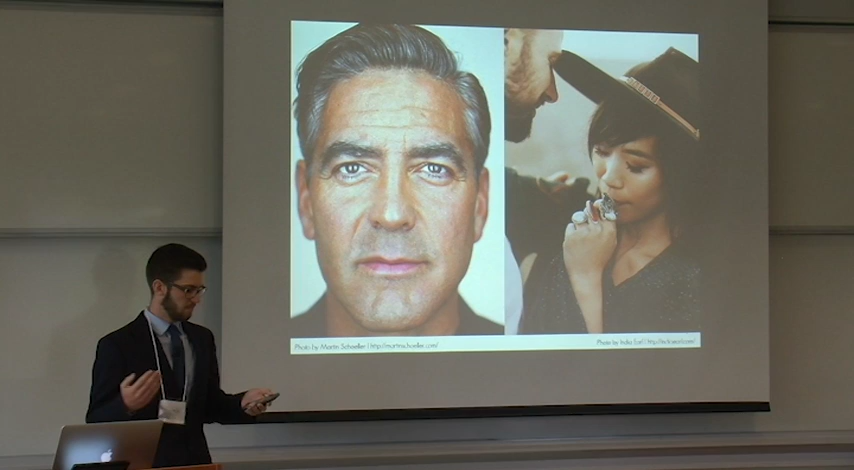 Photo by Martin Schoeller | http://martinschoeller.com/
Photo by India Earl | http://indiaearl.com/